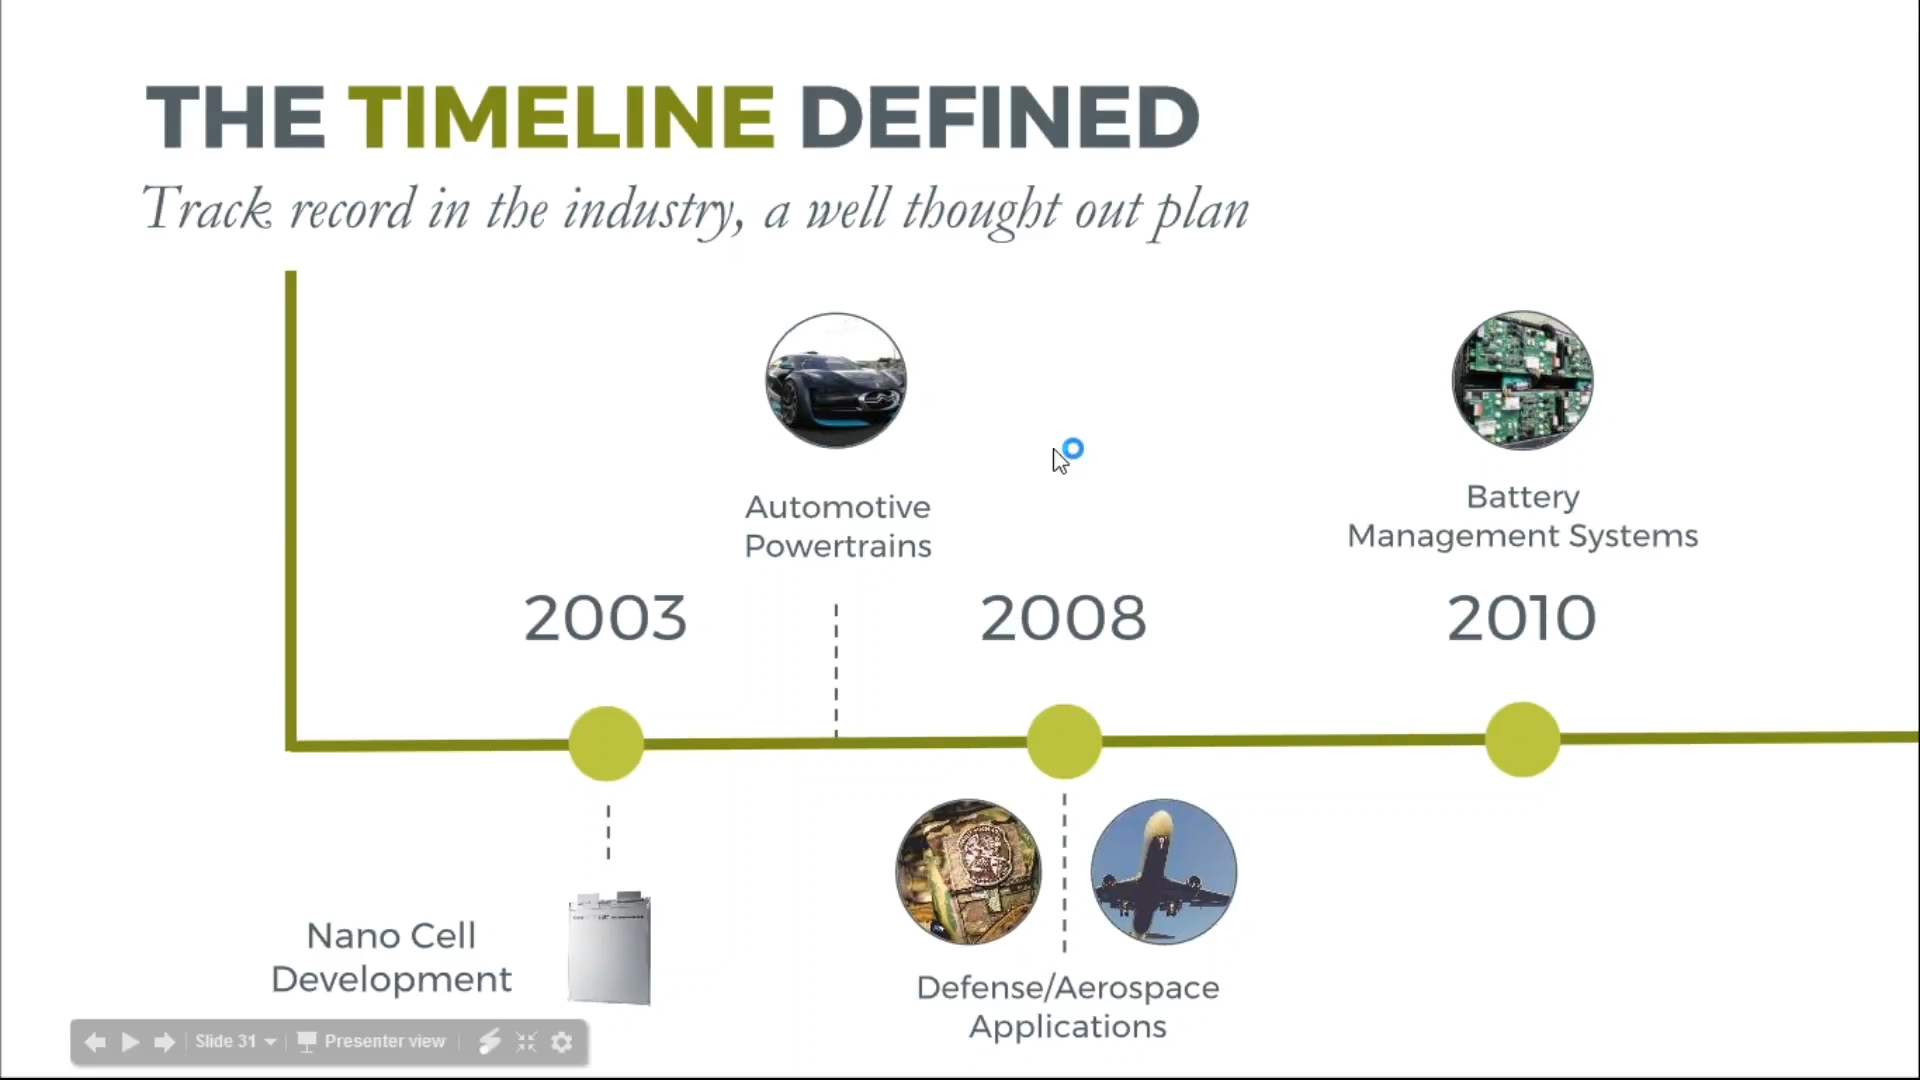 THE TIMELINE DEFINED
Track record in the industry, a well thought out plan
Automotive
Powertrains
Battery
Management Systems
2003
2008
2010
Nano Cell
Development
Defense/Aerospace
Applications
Slide 31
Presenter view